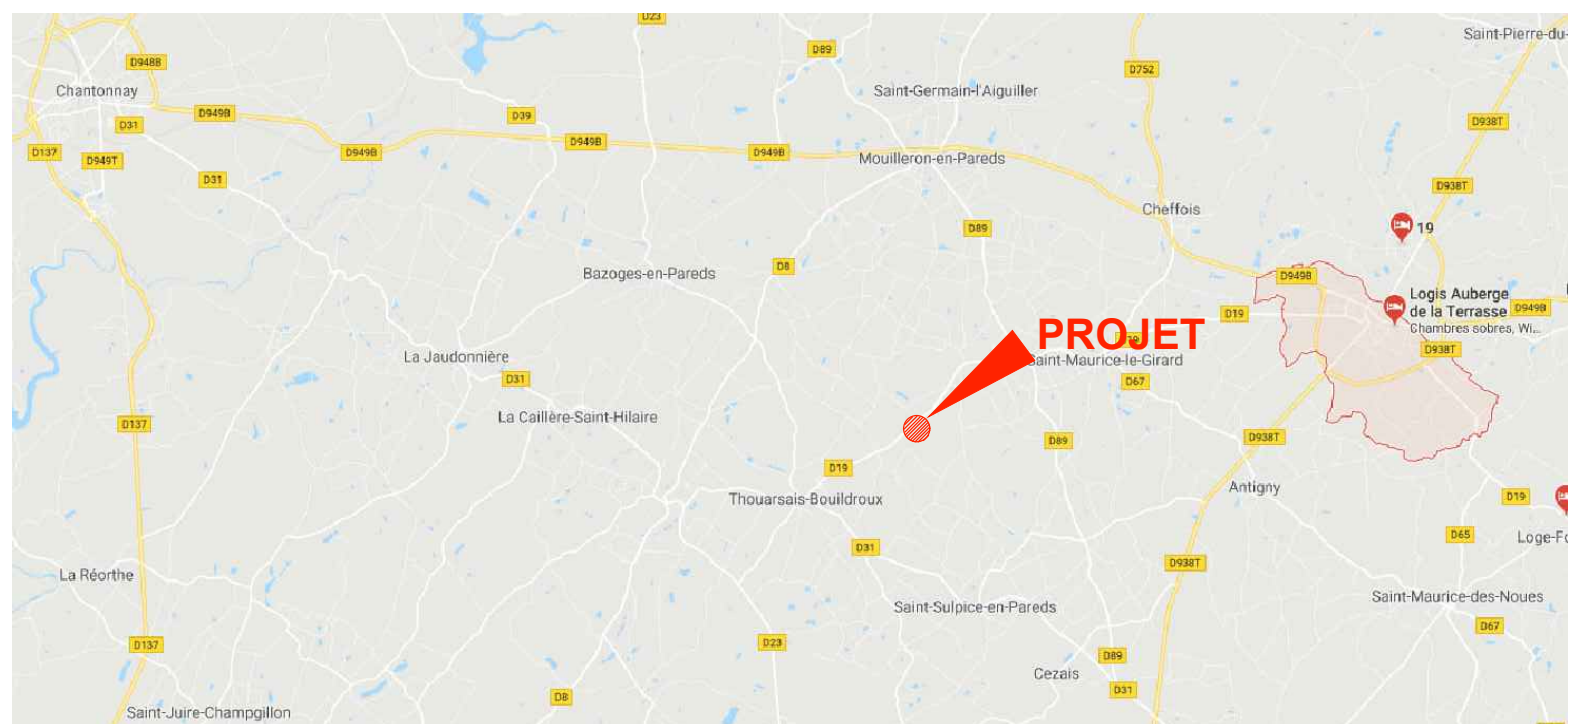 D23
Saint-Pierre-du-
D89
D948B
D752
Chantonnay
Saint-Germain-l'Aiguiller
D949B
D39
D31
D938T
D949B
D137
D949T
D949B
D949B
Mouilleron-en-Pareds
D31
D938T
Cheffois
D89
19
Bazoges-en-Pareds
D8
D949B
Logis Auberge
de la Terrasse
Chambres sobres, Wi...
D949B
D19
PROJET
D938T
La Jaudonnière
Saint-Maurice-le-Girard
D31
D67
La Caillère-Saint-Hilaire
D137
D89
D938T
D19
Antigny
Thouarsais-Bouildroux
D19
D31
D65
Loge-Fo
D938T
La Réorthe
Saint-Sulpice-en-Pareds
Saint-Maurice-des-Noues
D67
D137
D23
D89
Cezais
D31
D8
Saint-Juire-Champgillon